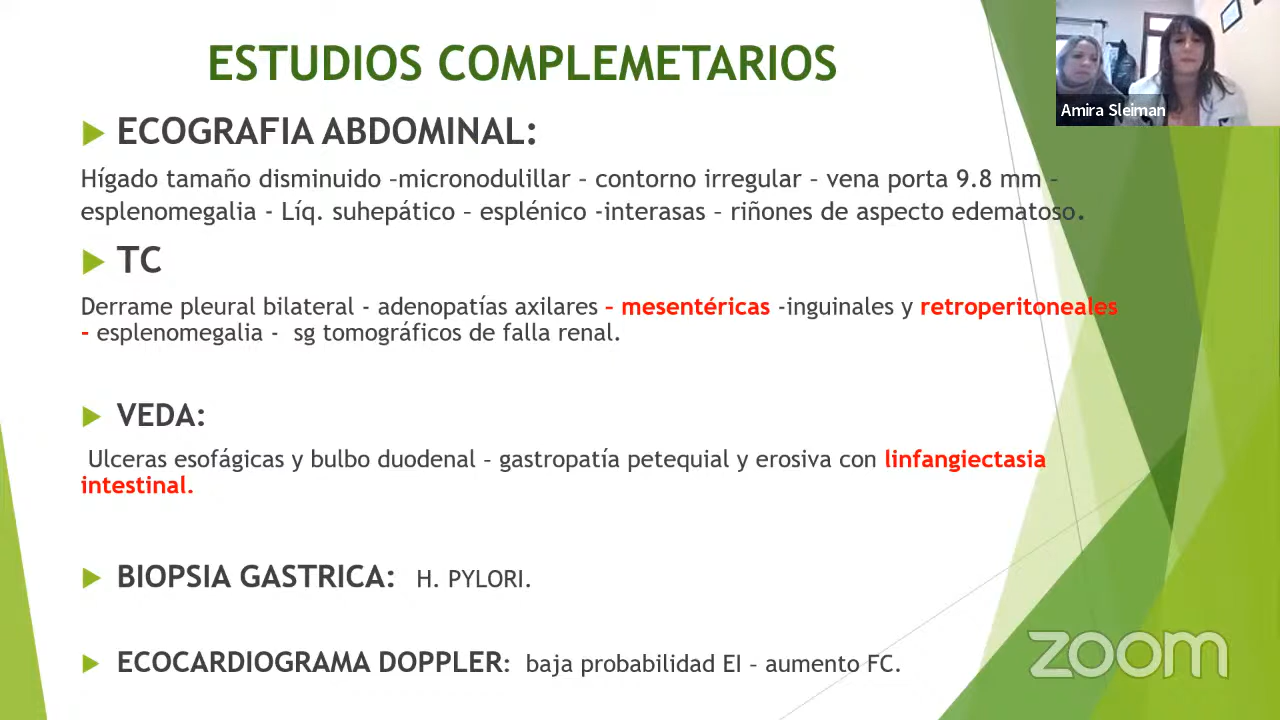 ESTUDIOS COMPLEMETARIOS
Amira Sleiman
ECOGRAFIA ABDOMINAL:
Hígado tamaño disminuido –micronodulillar – contorno irregular – vena porta 9.8 mm –
esplenomegalia - Líq. suhepático – esplénico -interasas – riñones de aspecto edematoso.
TC
Derrame pleural bilateral - adenopatías axilares – mesentéricas -inguinales y retroperitoneales
- esplenomegalia - sg tomográficos de falla renal.
VEDA:
Ulceras esofágicas y bulbo duodenal – gastropatía petequial y erosiva con linfangiectasia
intestinal.
BIOPSIA GASTRICA: H. PYLORI.
ECOCARDIOGRAMA DOPPLER: baja probabilidad EI – aumento FC.
zoom